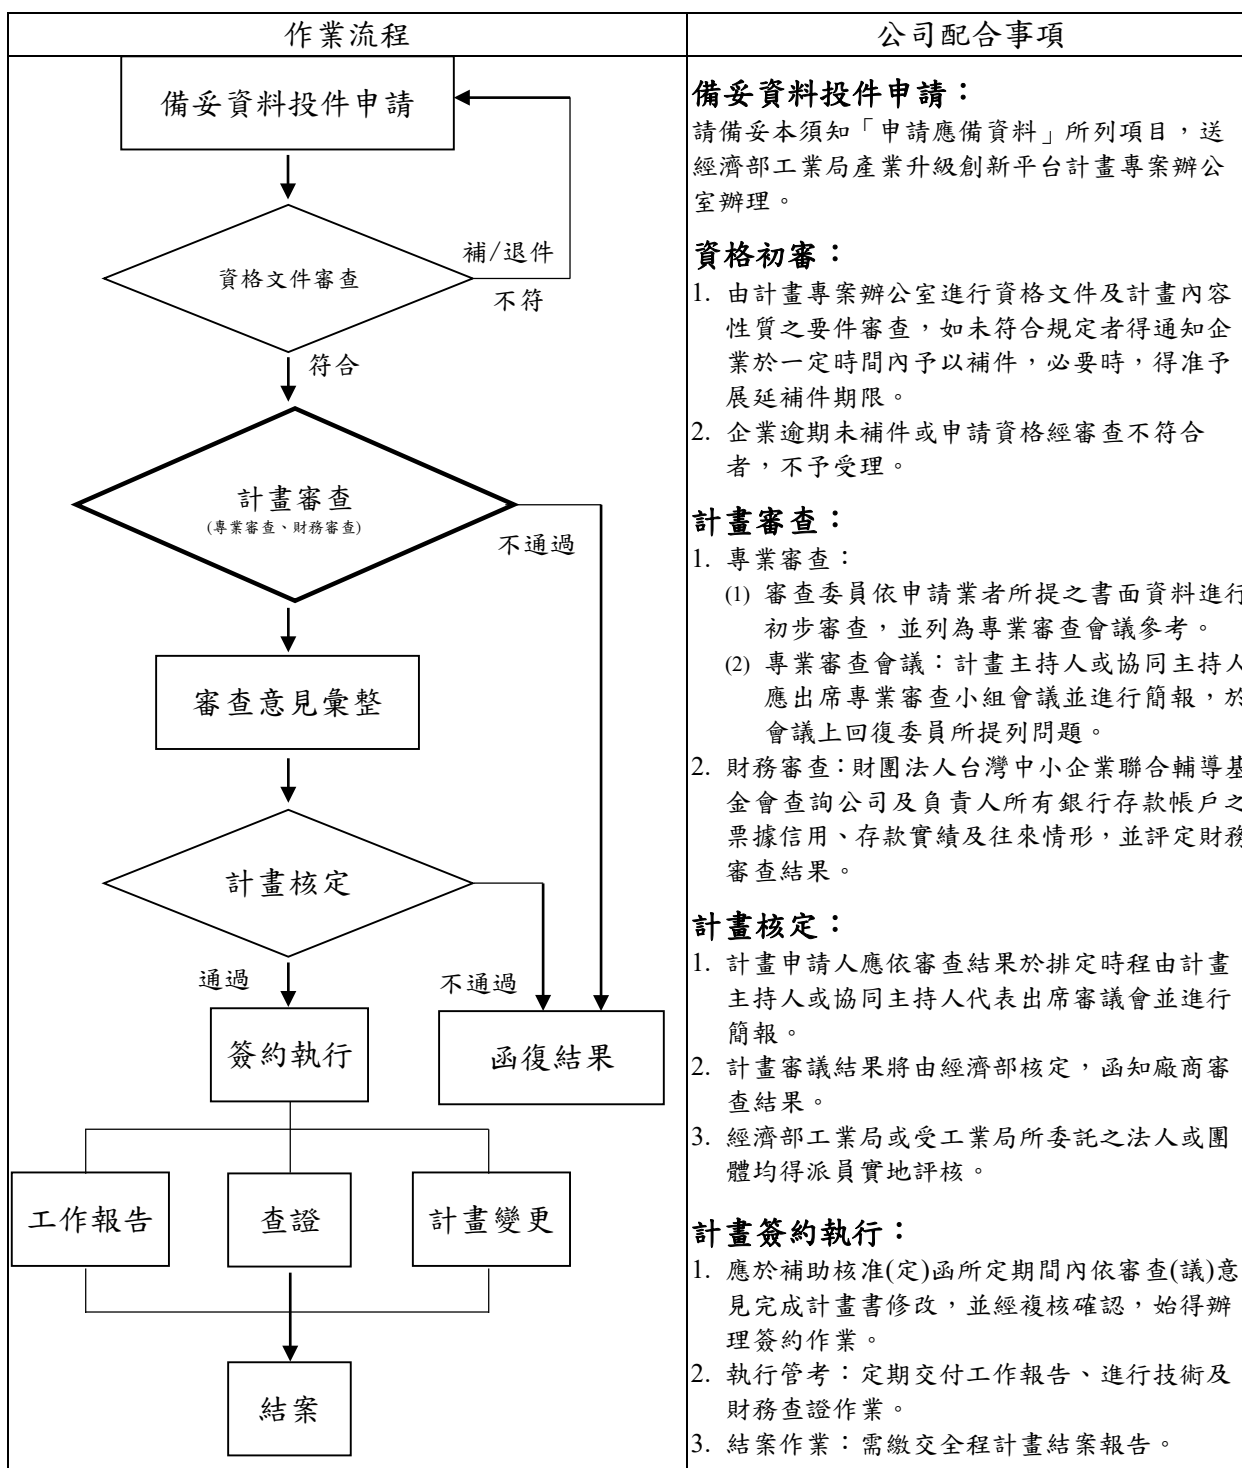 作業流程
公司配合事項
備妥資料投件申請
補/退件
資格文件審查
不符
符合
計畫審查
(專業審查、財務審查)
不通過
審查意見彙整
計畫核定
通過
不通過
簽約執行
函復結果
工作報告
查證
計畫變更
結案
備妥資料投件申請：
請備妥本須知「申請應備資料」所列項目，送
經濟部工業局產業升級創新平台計畫專案辦公
室辦理。
資格初審：
1. 由計畫專案辦公室進行資格文件及計畫內容
性質之要件審查，如未符合規定者得通知企
業於一定時間內予以補件，必要時，得准予
展延補件期限。
2. 企業逾期未補件或申請資格經審查不符合
者，不予受理。
計畫審查：
1. 專業審查：
(1) 審查委員依申請業者所提之書面資料進行
初步審查，並列為專業審查會議參考。
(2) 專業審查會議：計畫主持人或協同主持人
應出席專業審查小組會議並進行簡報，於
會議上回復委員所提列問題。
2. 財務審查：財團法人台灣中小企業聯合輔導基
金會查詢公司及負責人所有銀行存款帳戶之
票據信用、存款實績及往來情形，並評定財務
審查結果。
計畫核定：
1. 計畫申請人應依審查結果於排定時程由計畫
主持人或協同主持人代表出席審議會並進行
簡報。
2. 計畫審議結果將由經濟部核定，函知廠商審
查結果。
3. 經濟部工業局或受工業局所委託之法人或團
體均得派員實地評核。
計畫簽約執行：
1. 應於補助核准(定)函所定期間內依審查(議)意
見完成計畫書修改，並經複核確認，始得辦
理簽約作業。
2. 執行管考：定期交付工作報告、進行技術及
財務查證作業。
3. 結案作業：需繳交全程計畫結案報告。